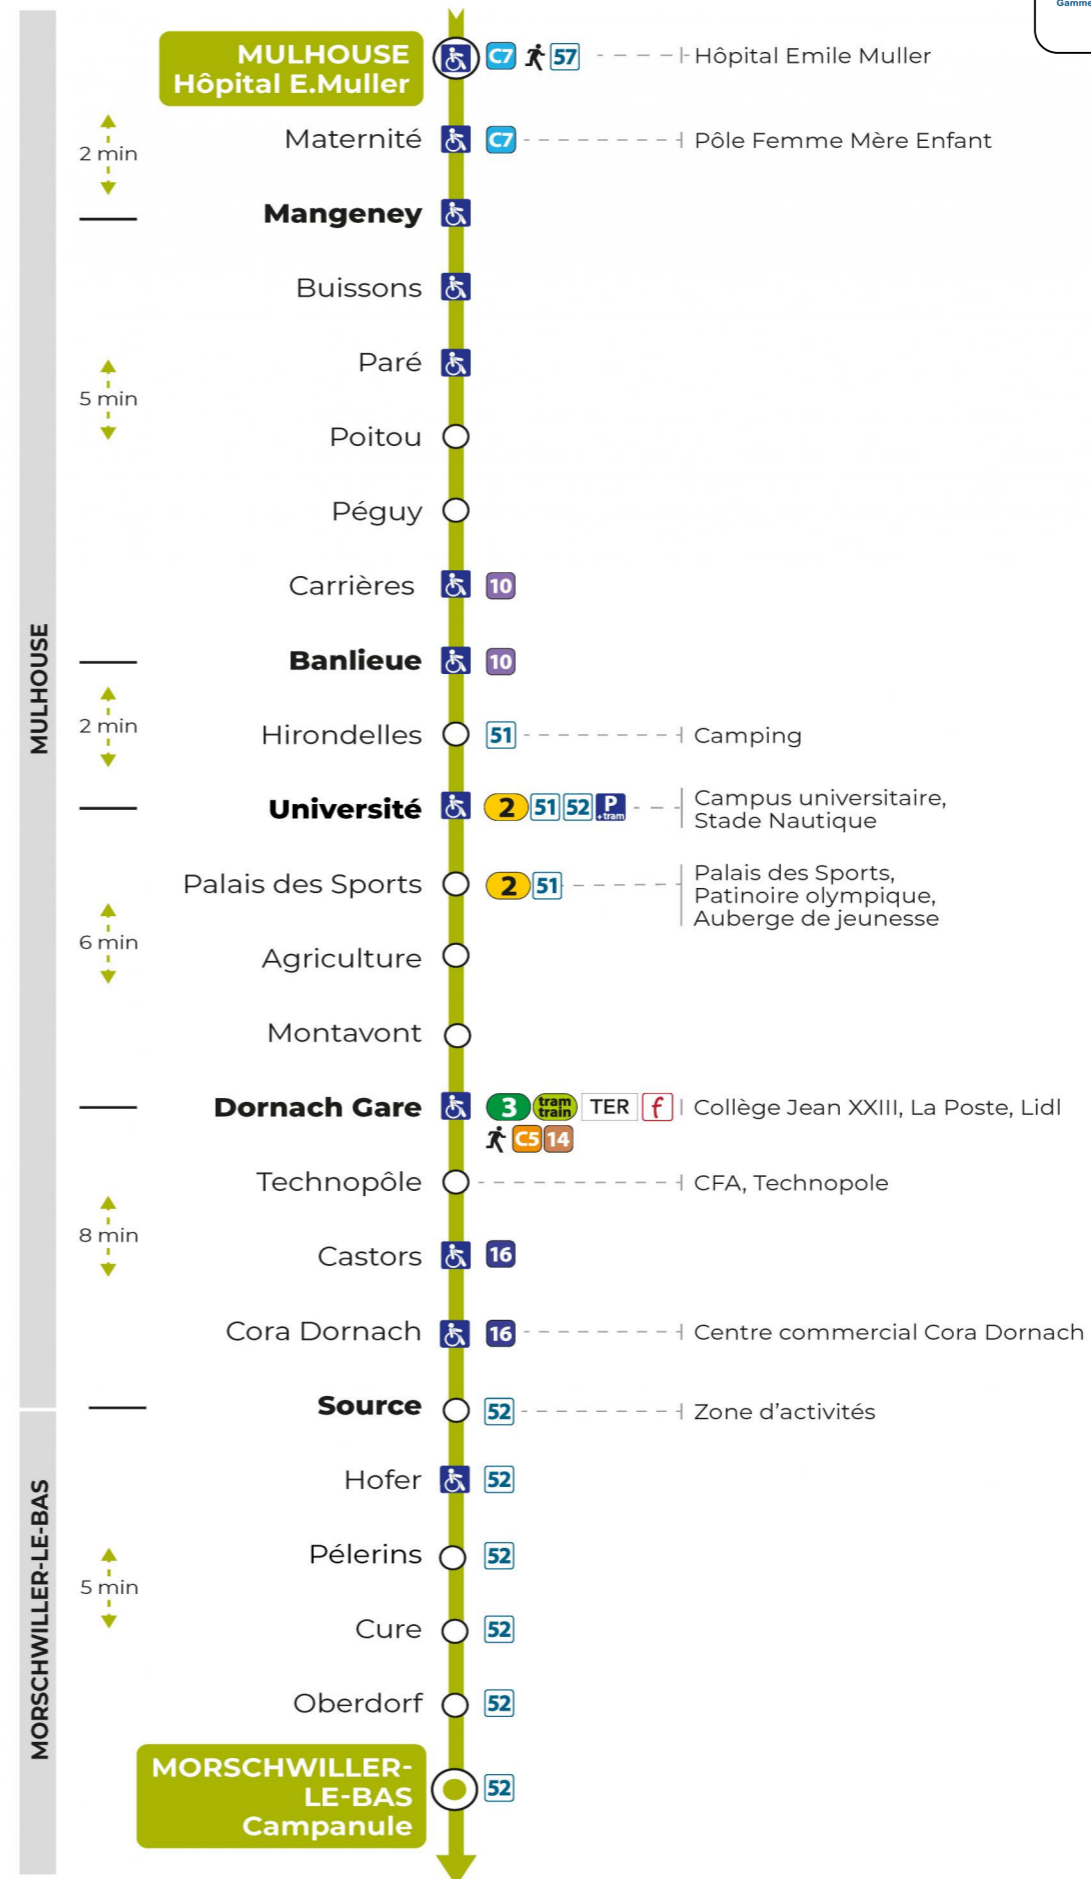 Gamme
MULHOUSE
Hôpital E.Muller
C7 57 Hôpital Emile Muller
Maternité C7 Pôle Femme Mère Enfant
2 min
Mangeney
Buissons
Paré
5 min
Poitou
Péguy
Carrières 10
Banlieue 10
MULHOUSE
2 min
Hirondelles 51 Camping
Université 2 51 52 P +tram Campus universitaire,
Stade Nautique
Palais des Sports 2 51 Palais des Sports,
Patinoire olympique,
Auberge de jeunesse
6 min
Agriculture
Montavont
Dornach Gare 3 tram train TER f Collège Jean XXIII, La Poste, Lidl
C5 14
Technopôle CFA, Technopole
8 min
Castors 16
Cora Dornach 16 Centre commercial Cora Dornach
Source 52 Zone d'activités
MORSCHWILLER-LE-BAS
Hofer 52
Pélerins 52
5 min
Cure 52
Oberdorf 52
MORSCHWILLER-
LE-BAS
Campanule
52